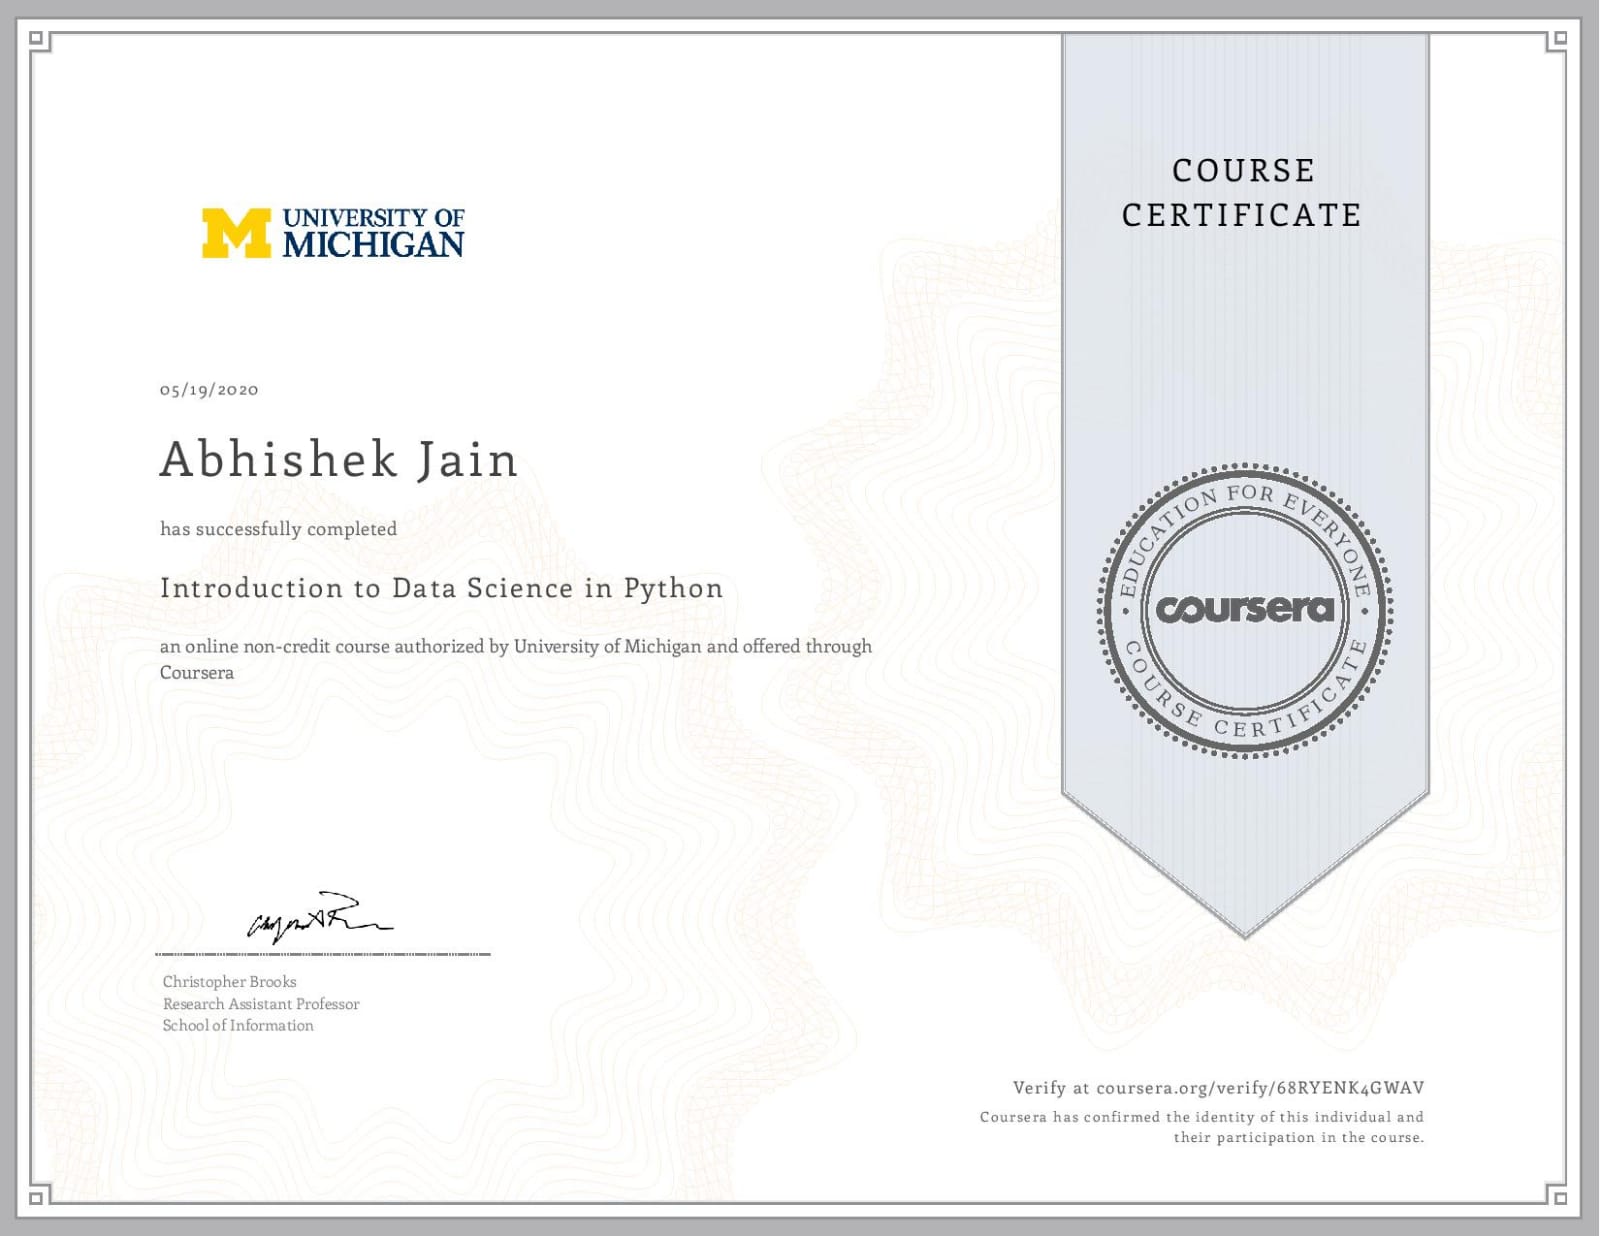 UNIVERSITY OF
MICHIGAN
COURSE
CERTIFICATE
05/19/2020
Abhishek Jain
has successfully completed
Introduction to Data Science in Python
an online non-credit course authorized by University of Michigan and offered through
Coursera
EDUCATION FOR EVERYONE
coursera
COURSE CERTIFICATE
Christopher Brooks
Research Assistant Professor
School of Information
Verify at coursera.org/verify/68RYENK4GWAV
Coursera has confirmed the identity of this individual and
their participation in the course.